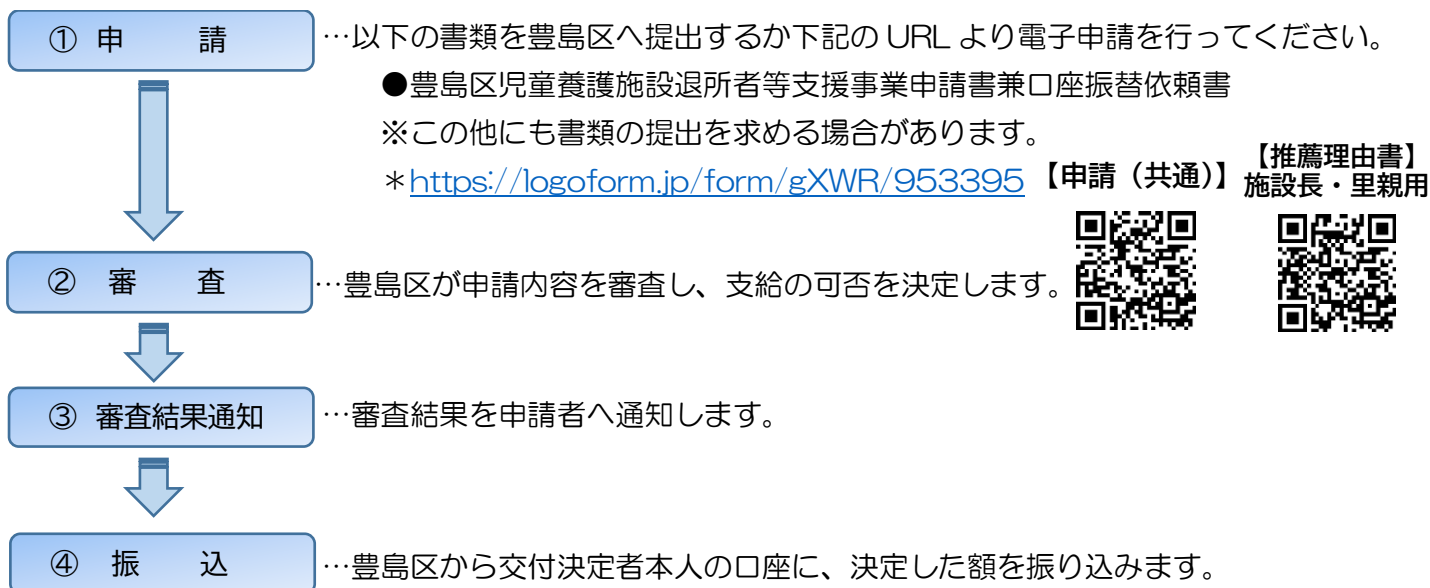 ① 申　　請
…以下の書類を豊島区へ提出するか下記の URL より電子申請を行ってください。
●豊島区児童養護施設退所者等支援事業申請書兼口座振替依頼書
※この他にも書類の提出を求める場合があります。
＊https://logoform.jp/form/gXWR/953395
【申請（共通）】
【推薦理由書】
施設長・里親用
② 審　　査
…豊島区が申請内容を審査し、支給の可否を決定します。
③ 審査結果通知
…審査結果を申請者へ通知します。
④ 振　　込
…豊島区から交付決定者本人の口座に、決定した額を振り込みます。